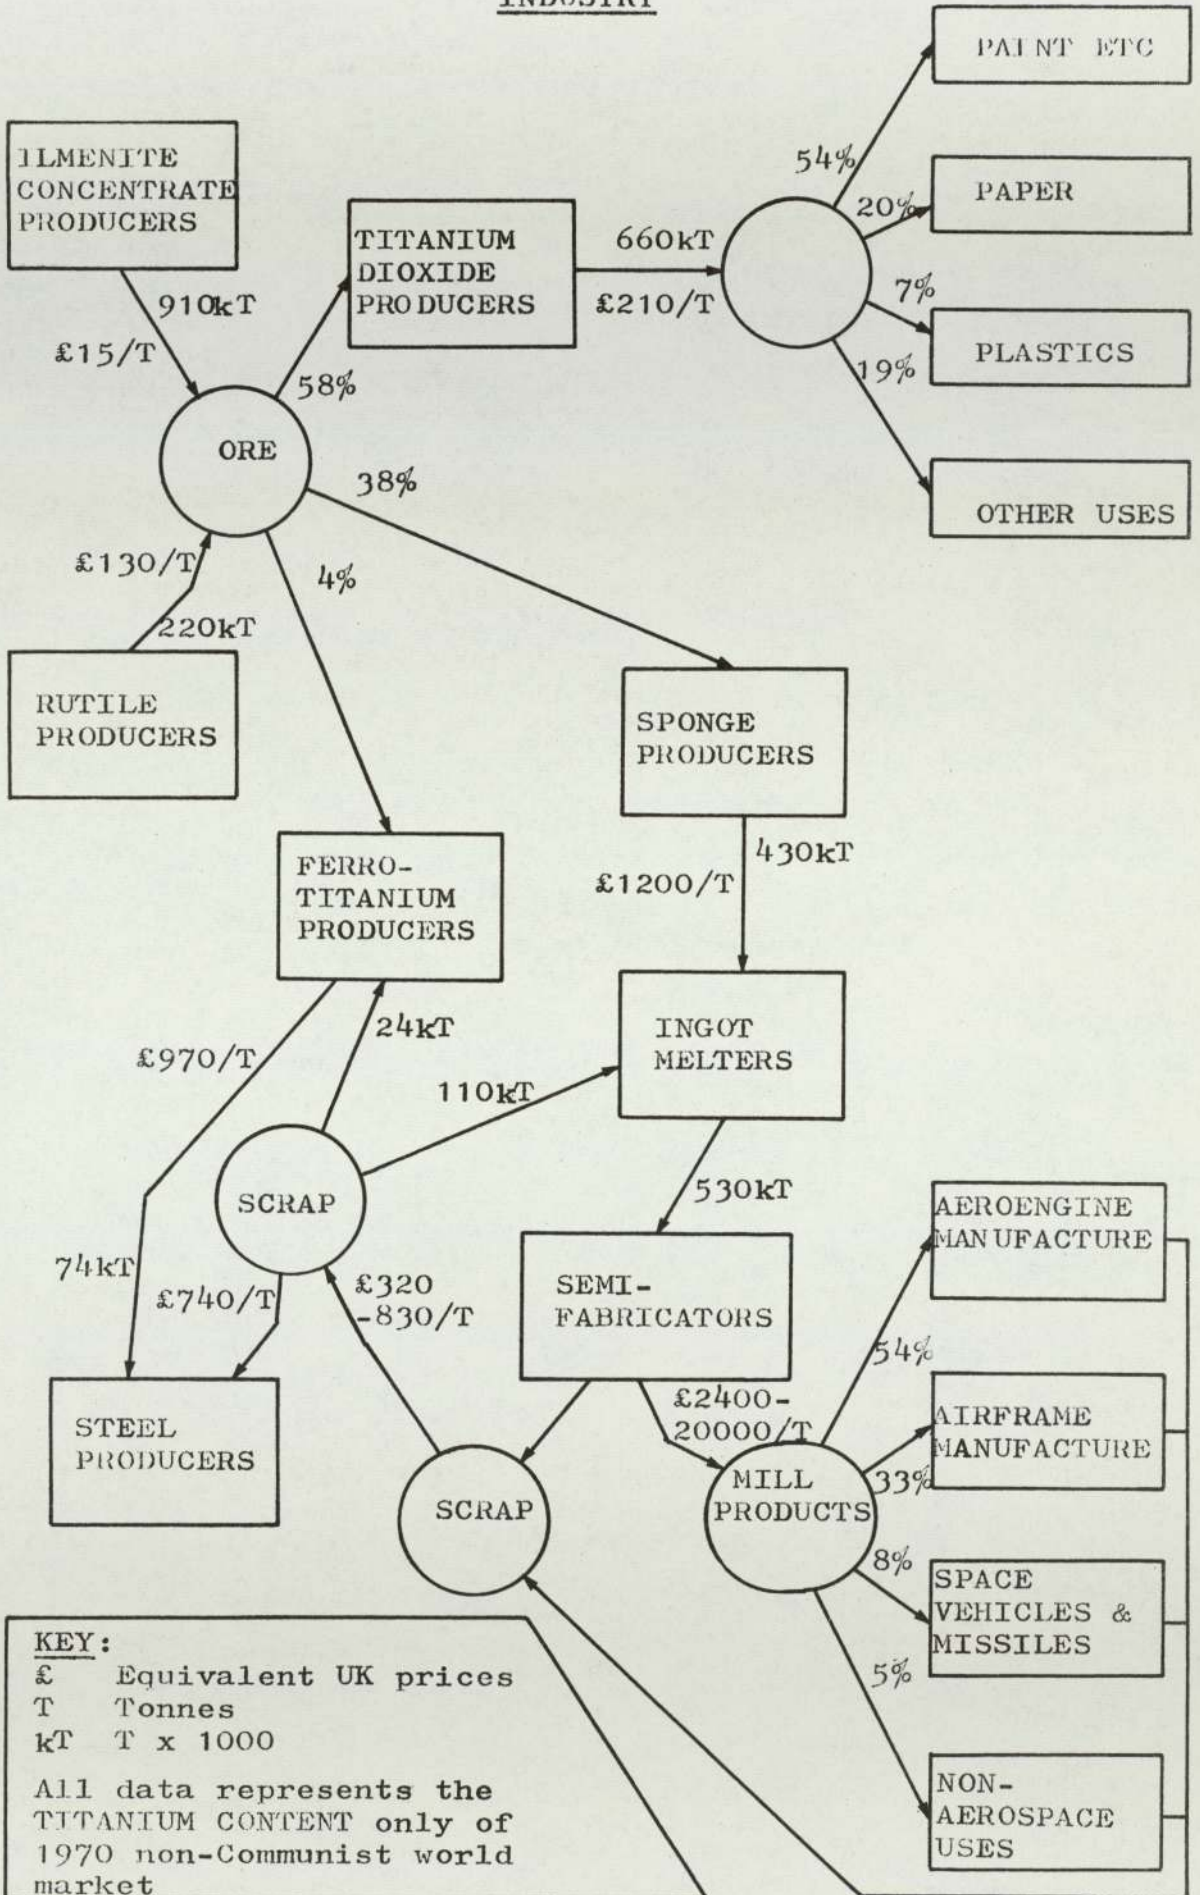 INDUSTRY
PAINT ETC
ILMENITE
CONCENTRATE
PRODUCERS
54%
PAPER
20%
TITANIUM
DIOXIDE
PRODUCERS
660kT
£210/T
7%
PLASTICS
19%
910kT
£15/T
58%
ORE
38%
OTHER USES
£130/T
4%
220kT
RUTILE
PRODUCERS
SPONGE
PRODUCERS
430kT
£1200/T
FERRO-
TITANIUM
PRODUCERS
24kT
INGOT
MELTERS
£970/T
110kT
530kT
SCRAP
AEROENGINE
MANUFACTURE
74kT
£740/T
£320
-830/T
SEMI-
FABRICATORS
54%
£2400-
20000/T
AIRFRAME
MANUFACTURE
STEEL
PRODUCERS
33%
MILL
PRODUCTS
SCRAP
8%
SPACE
VEHICLES &
MISSILES
5%
NON-
AEROSPACE
USES
KEY:
£ Equivalent UK prices
T Tonnes
kT T x 1000
All data represents the
TITANIUM CONTENT only of
1970 non-Communist world
market